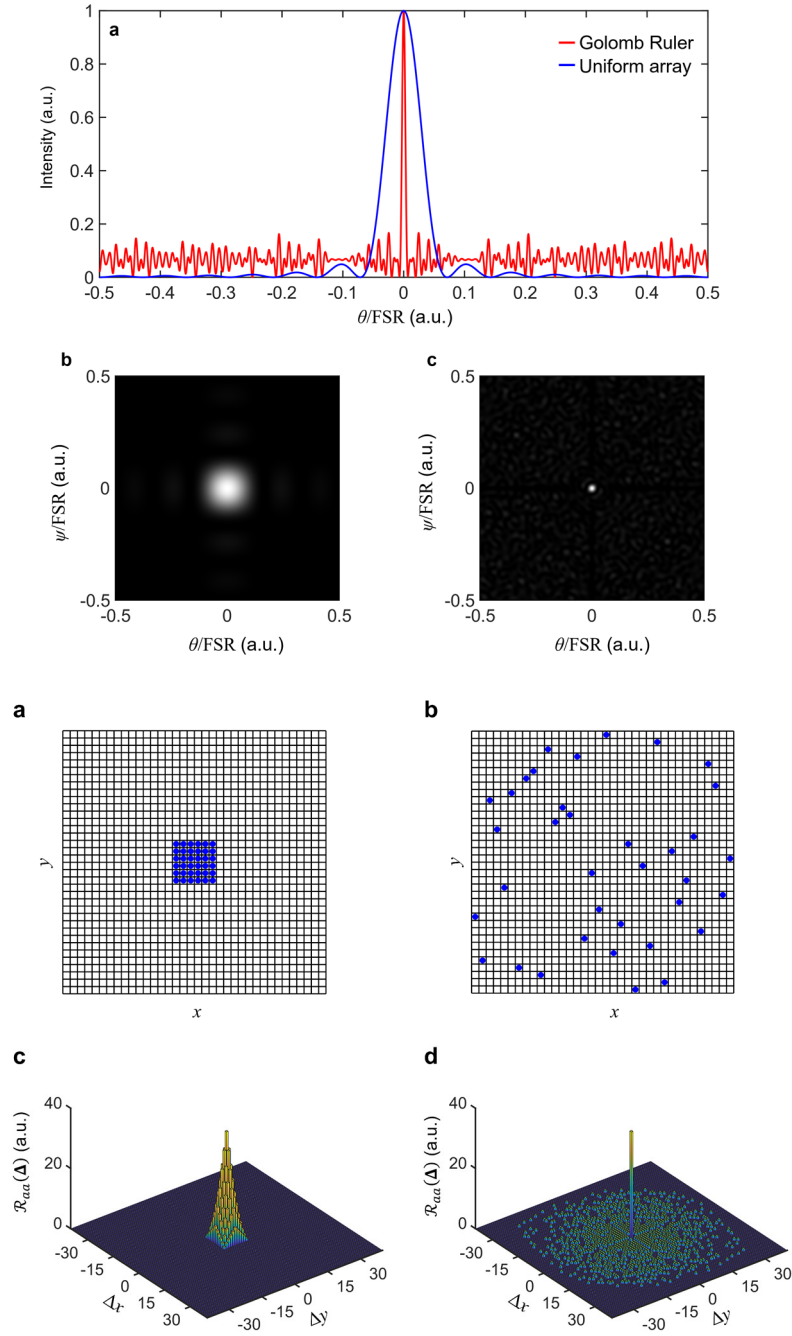 a
Intensity (a.u.)
1
0.8
0.6
0.4
0.2
0
Golomb Ruler
Uniform array
-0.5 -0.4 -0.3 -0.2 -0.1 0 0.1 0.2 0.3 0.4 0.5
θ/FSR (a.u.)
b
0.5
0
-0.5
ψ/FSR (a.u.)
-0.5 0 0.5
θ/FSR (a.u.)
c
0.5
0
-0.5
ψ/FSR (a.u.)
-0.5 0 0.5
θ/FSR (a.u.)
a
y
x
b
y
x
c
ℛaa(Δ) (a.u.)
40
20
0
-30
-15
0
15
30
Δx
-30
-15
0
15
30
Δy
d
ℛaa(Δ) (a.u.)
40
20
0
-30
-15
0
15
30
Δx
-30
-15
0
15
30
Δy